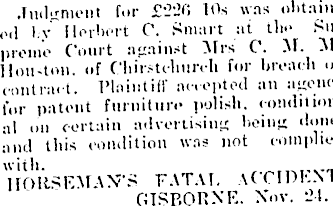 Judgment for £226 10s was obtain
ed by Herbert C. Smart at the Su
preme Court against Mrs C. M. M
Houston, of Chirstchurch for breach o
contract. Plaintiff accepted an agenc
for patent furniture polish, condition
al on certain advertising being done
and this condition was not complie
with.
HORSEMAN'S FATAL ACCIDENT
GISBORNE, Nov. 24.